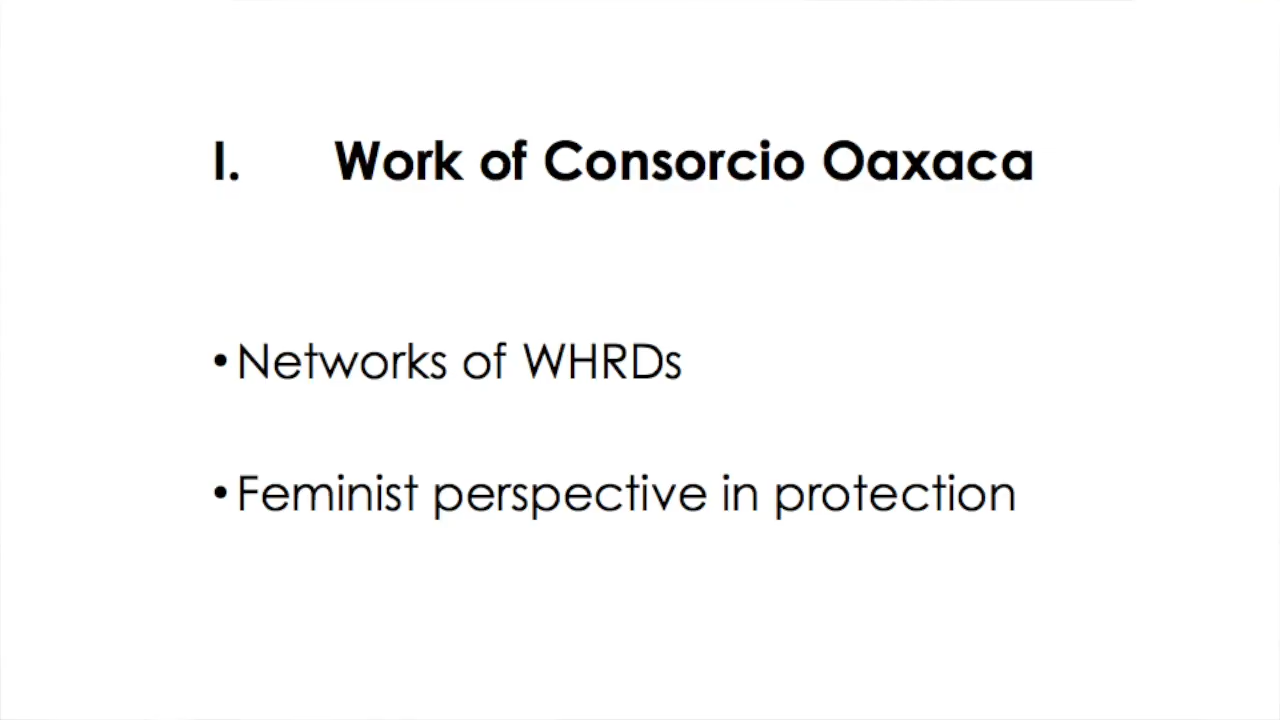 I. Work of Consorcio Oaxaca
• Networks of WHRDs
• Feminist perspective in protection